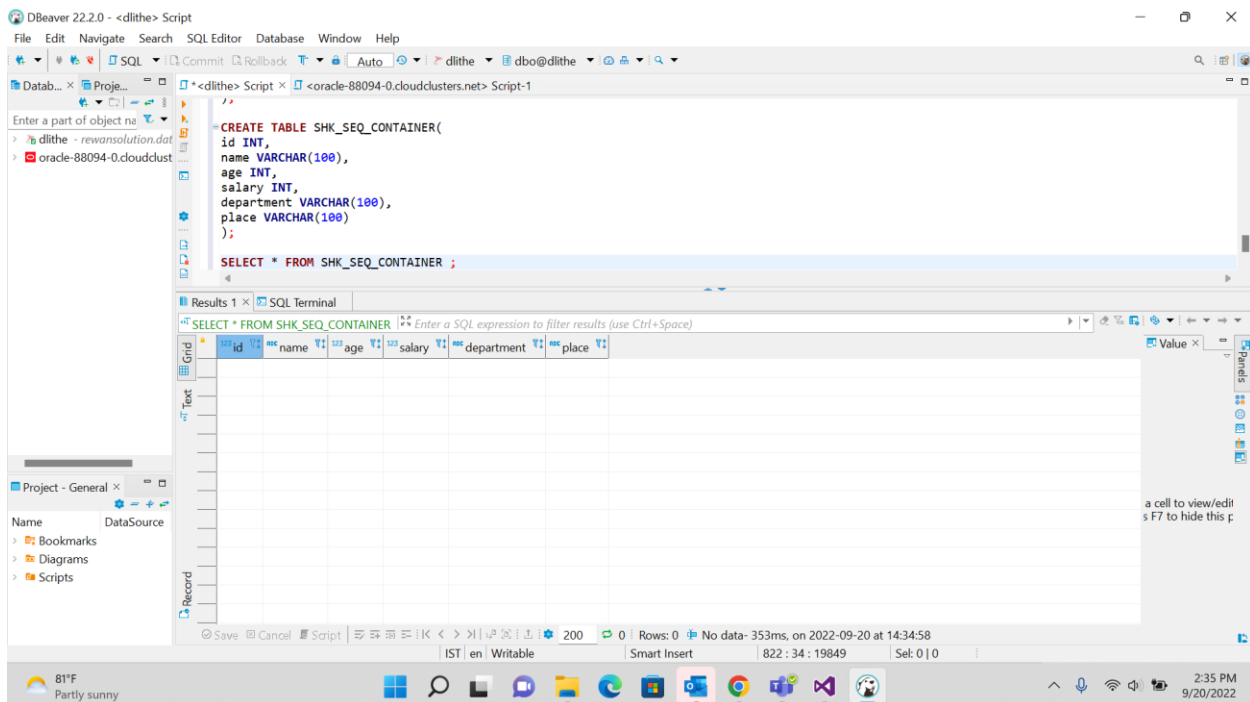 DBeaver 22.2.0 - <dlithe> Script
File Edit Navigate Search SQL Editor Database Window Help
SQL Commit Rollback Auto dlithe dbo@dlithe
Datab... Proje... *<dlithe> Script <oracle-88094-0.cloudclusters.net> Script-1
Enter a part of object na
dlithe - rewansolution.dat
oracle-88094-0.cloudclust
);
CREATE TABLE SHK_SEQ_CONTAINER(
id INT,
name VARCHAR(100),
age INT,
salary INT,
department VARCHAR(100),
place VARCHAR(100)
);
SELECT * FROM SHK_SEQ_CONTAINER ;
Results 1 SQL Terminal
SELECT * FROM SHK_SEQ_CONTAINER Enter a SQL expression to filter results (use Ctrl+Space)
Grid
Text
Record
123 id ABC name 123 age 123 salary ABC department ABC place
Value
Panels
a cell to view/edit
s F7 to hide this p
Project - General
Name DataSource
Bookmarks
Diagrams
Scripts
Save Cancel Script 200 0 Rows: 0 No data - 353ms, on 2022-09-20 at 14:34:58
IST en Writable Smart Insert 822 : 34 : 19849 Sel: 0 | 0
81°F
Partly sunny
2:35 PM
9/20/2022